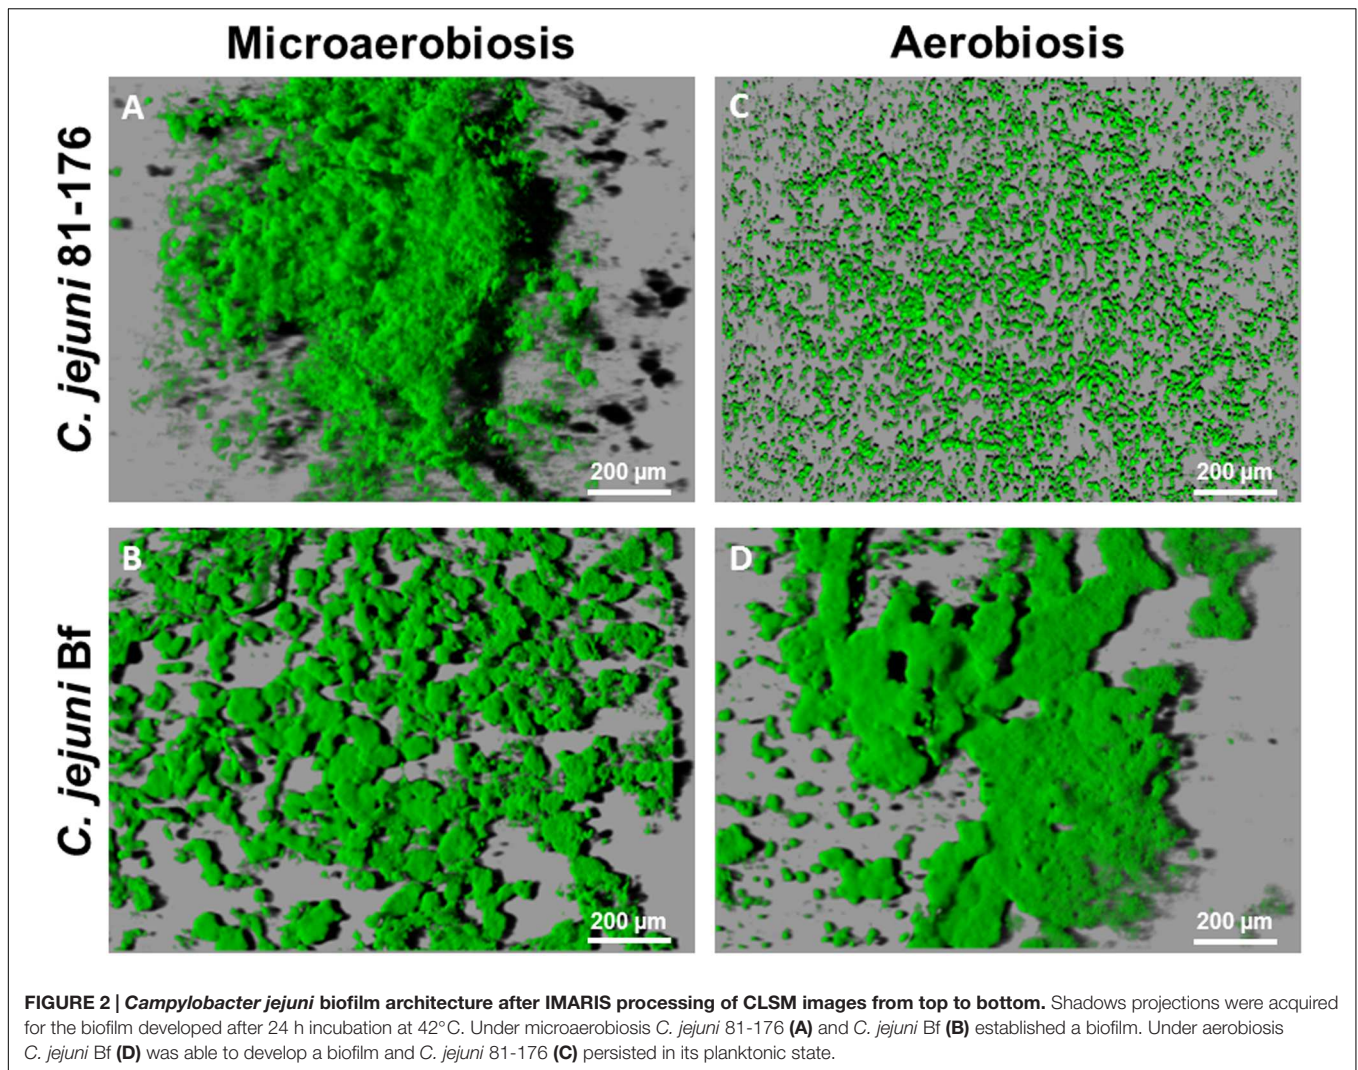 Microaerobiosis
Aerobiosis
C. jejuni 81-176
A
200 µm
C
200 µm
C. jejuni Bf
B
200 µm
D
200 µm
FIGURE 2 | Campylobacter jejuni biofilm architecture after IMARIS processing of CLSM images from top to bottom. Shadows projections were acquired
for the biofilm developed after 24 h incubation at 42°C. Under microaerobiosis C. jejuni 81-176 (A) and C. jejuni Bf (B) established a biofilm. Under aerobiosis
C. jejuni Bf (D) was able to develop a biofilm and C. jejuni 81-176 (C) persisted in its planktonic state.